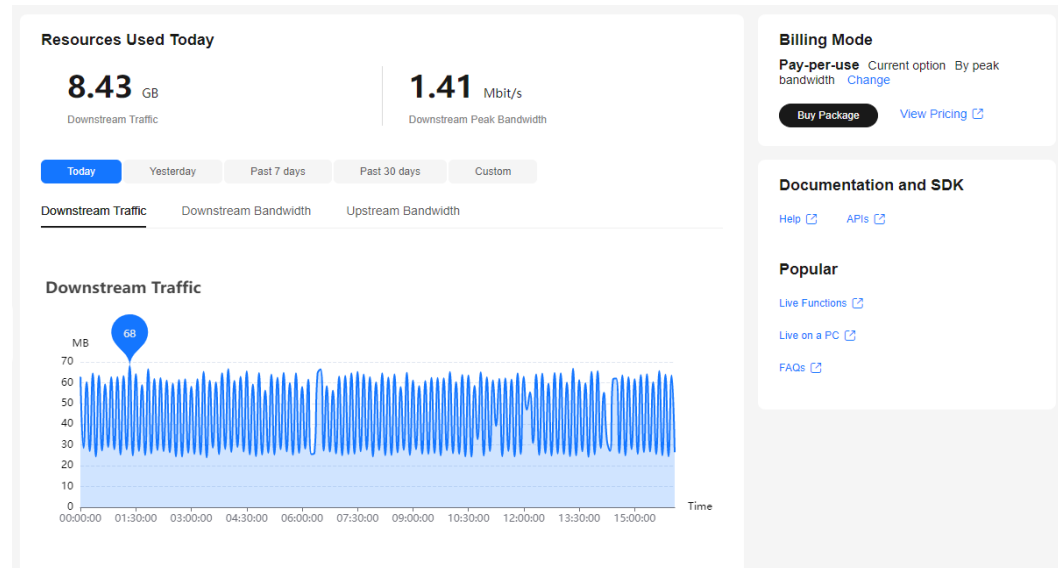 Resources Used Today
8.43 GB
Downstream Traffic
1.41 Mbit/s
Downstream Peak Bandwidth
Today Yesterday Past 7 days Past 30 days Custom
Downstream Traffic Downstream Bandwidth Upstream Bandwidth
Downstream Traffic
MB
68
70
60
50
40
30
20
10
0
Time
00:00:00 01:30:00 03:00:00 04:30:00 06:00:00 07:30:00 09:00:00 10:30:00 12:00:00 13:30:00 15:00:00
Billing Mode
Pay-per-use Current option By peak
bandwidth Change
Buy Package View Pricing
Documentation and SDK
Help APIs
Popular
Live Functions
Live on a PC
FAQs